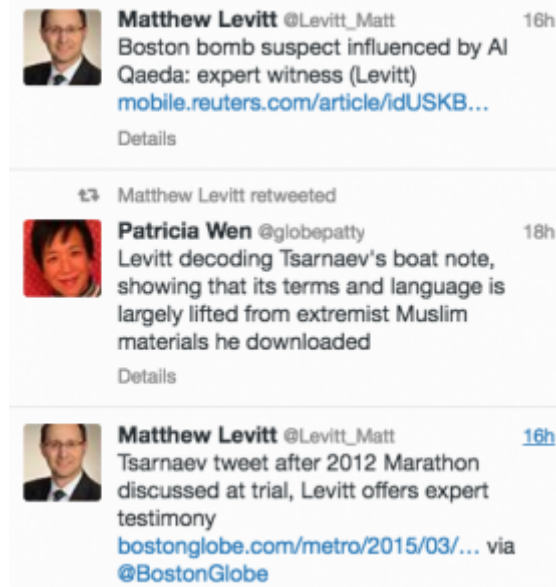 Matthew Levitt @Levitt_Matt 16h
Boston bomb suspect influenced by Al
Qaeda: expert witness (Levitt)
mobile.reuters.com/article/idUSKB...
Details
Matthew Levitt retweeted
Patricia Wen @globepatty 18h
Levitt decoding Tsarnaev's boat note,
showing that its terms and language is
largely lifted from extremist Muslim
materials he downloaded
Details
Matthew Levitt @Levitt_Matt 16h
Tsarnaev tweet after 2012 Marathon
discussed at trial, Levitt offers expert
testimony
bostonglobe.com/metro/2015/03/... via
@BostonGlobe